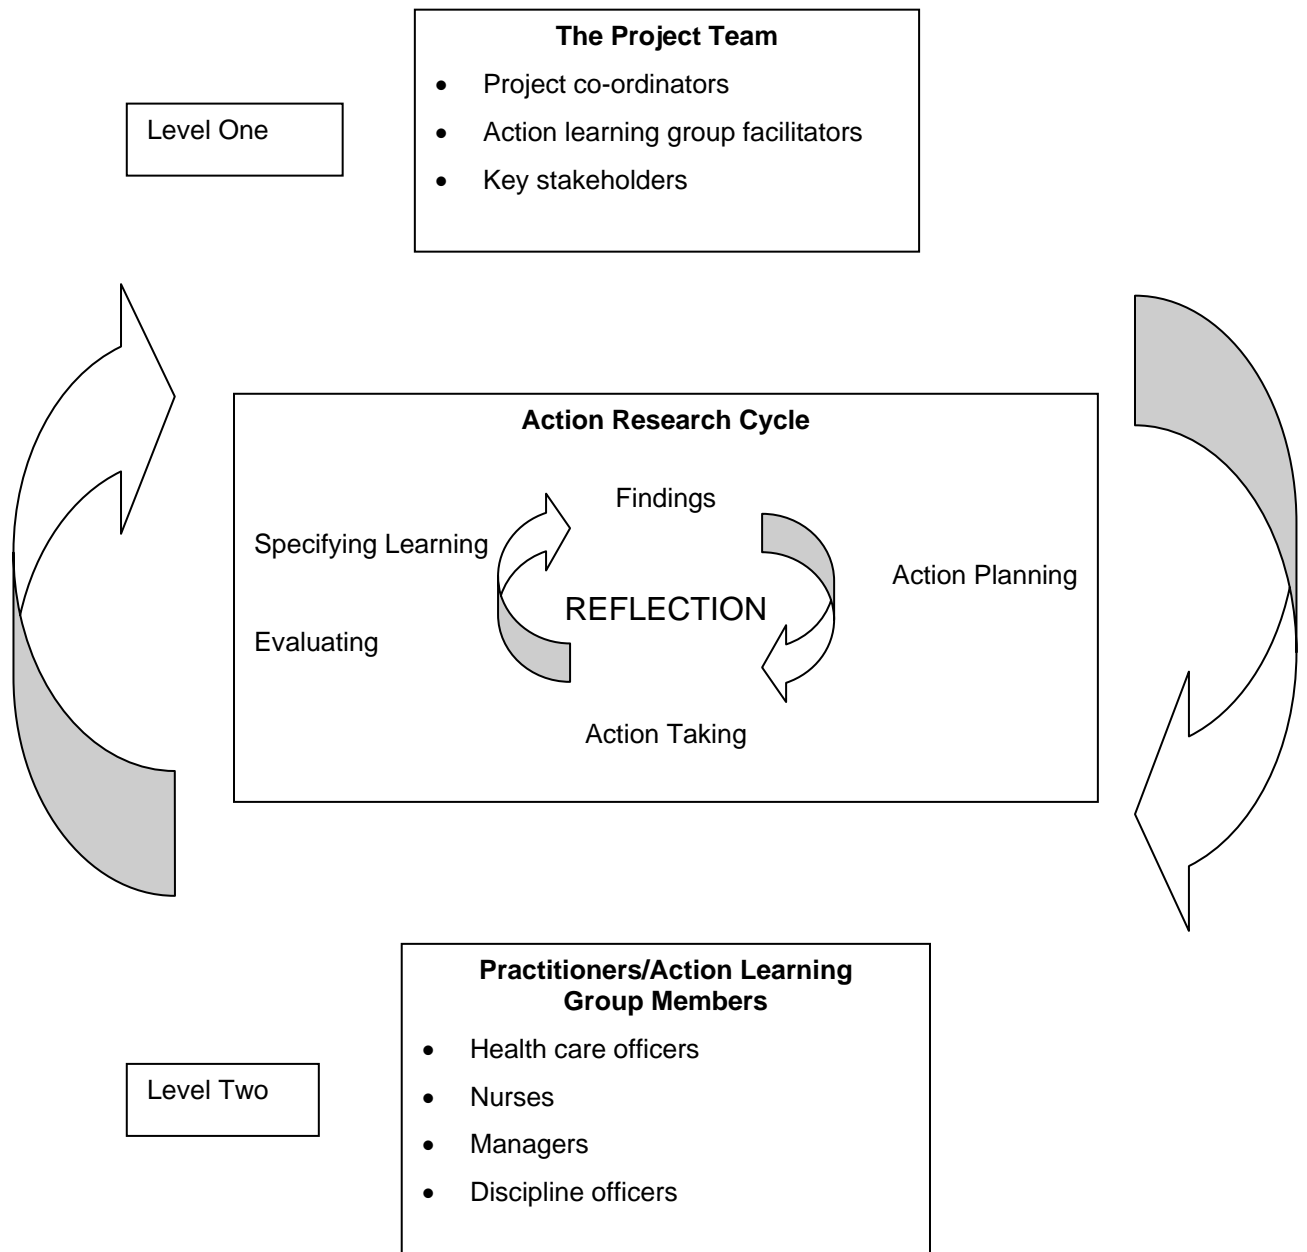 The Project Team
• Project co-ordinators
• Action learning group facilitators
• Key stakeholders
Level One
Action Research Cycle
Findings
Specifying Learning
Action Planning
REFLECTION
Evaluating
Action Taking
Practitioners/Action Learning
Group Members
• Health care officers
• Nurses
• Managers
• Discipline officers
Level Two